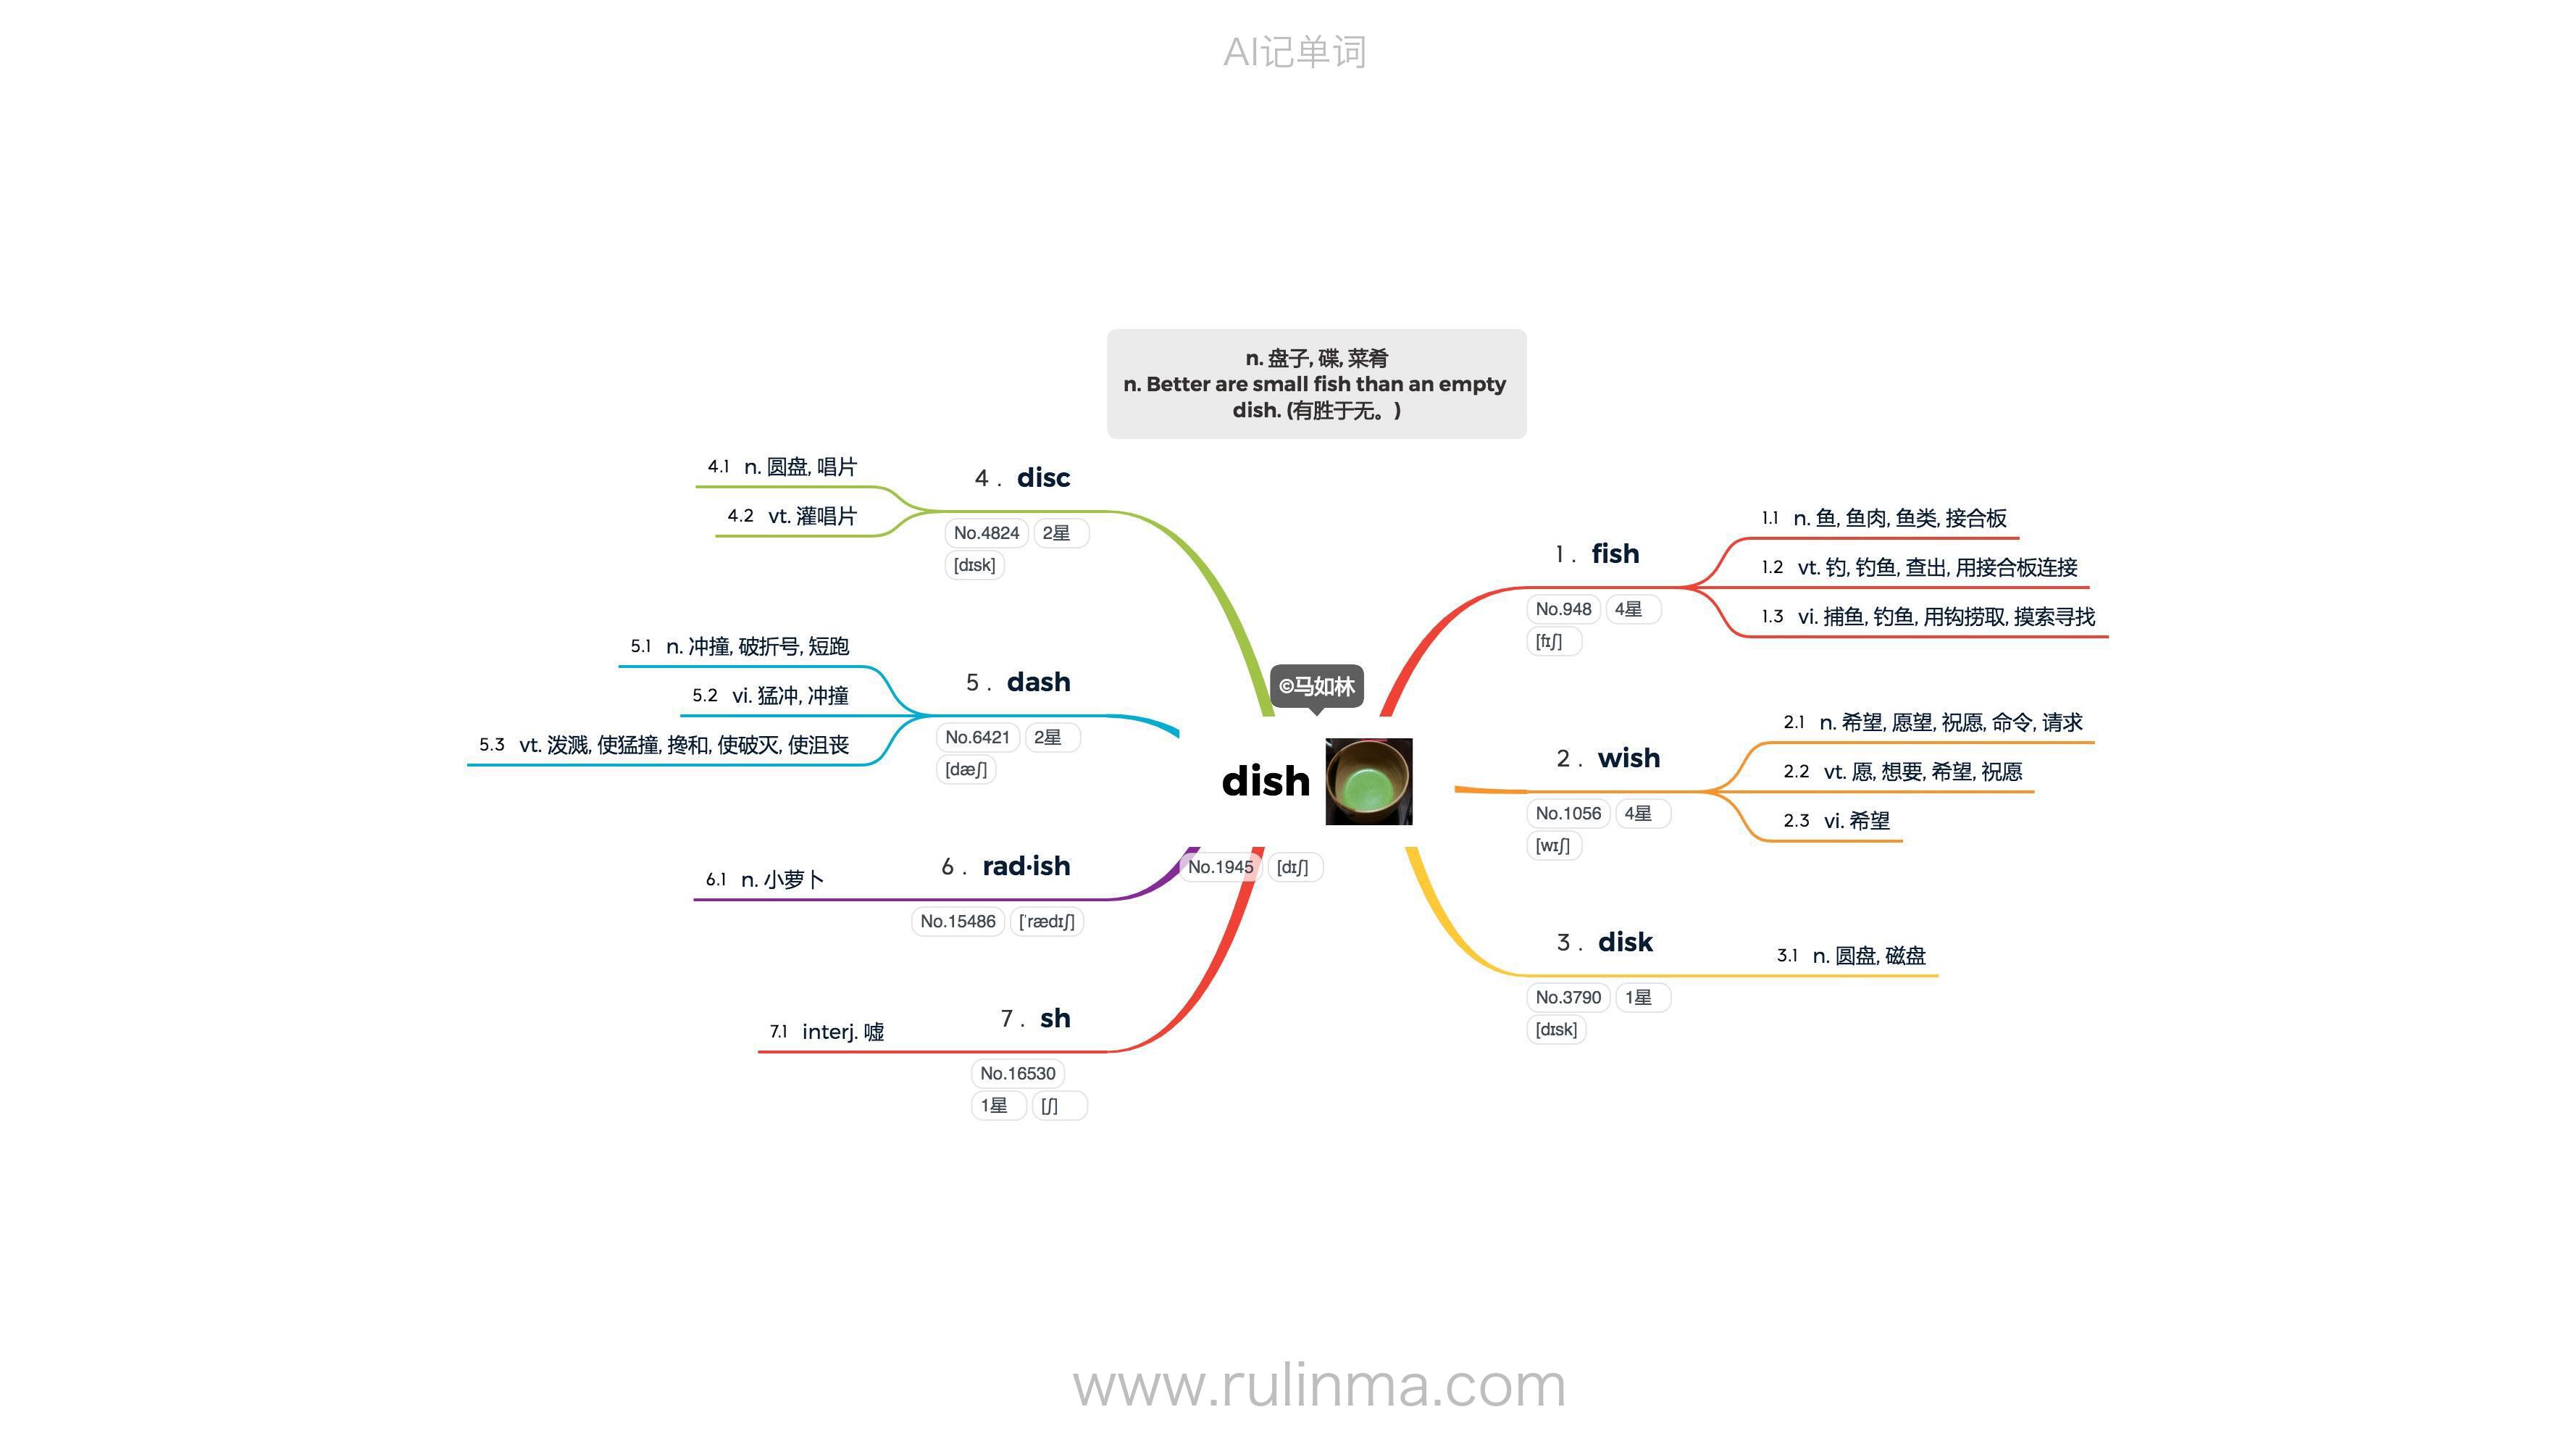 AI记单词
n. 盘子, 碟, 菜肴
n. Better are small fish than an empty
dish. (有胜于无。)
©马如林
dish
No.1945 [dɪʃ]
1 . fish
No.948 4星
[fɪʃ]
1.1 n. 鱼, 鱼肉, 鱼类, 接合板
1.2 vt. 钓, 钓鱼, 查出, 用接合板连接
1.3 vi. 捕鱼, 钓鱼, 用钩捞取, 摸索寻找
2 . wish
No.1056 4星
[wɪʃ]
2.1 n. 希望, 愿望, 祝愿, 命令, 请求
2.2 vt. 愿, 想要, 希望, 祝愿
2.3 vi. 希望
3 . disk
No.3790 1星
[dɪsk]
3.1 n. 圆盘, 磁盘
4 . disc
No.4824 2星
[dɪsk]
4.1 n. 圆盘, 唱片
4.2 vt. 灌唱片
5 . dash
No.6421 2星
[dæʃ]
5.1 n. 冲撞, 破折号, 短跑
5.2 vi. 猛冲, 冲撞
5.3 vt. 泼溅, 使猛撞, 搀和, 使破灭, 使沮丧
6 . rad·ish
No.15486 [ˈrædɪʃ]
6.1 n. 小萝卜
7 . sh
No.16530
1星 [ʃ]
7.1 interj. 嘘
www.rulinma.com